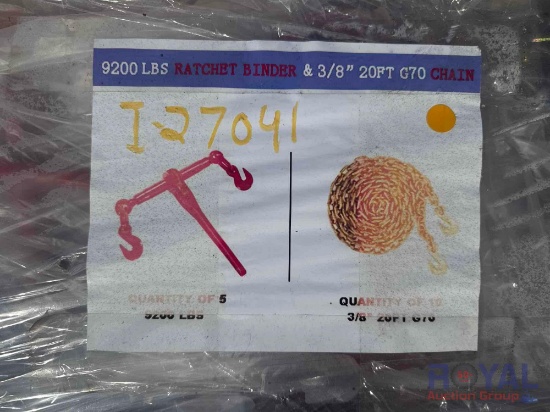 9200 LBS RATCHET BINDER & 3/8" 20FT G70 CHAIN
I-27041
QUANTITY OF 5
9200 LBS
QUANTITY OF 10
3/8" 20FT G70
ROYAL
Auction Group